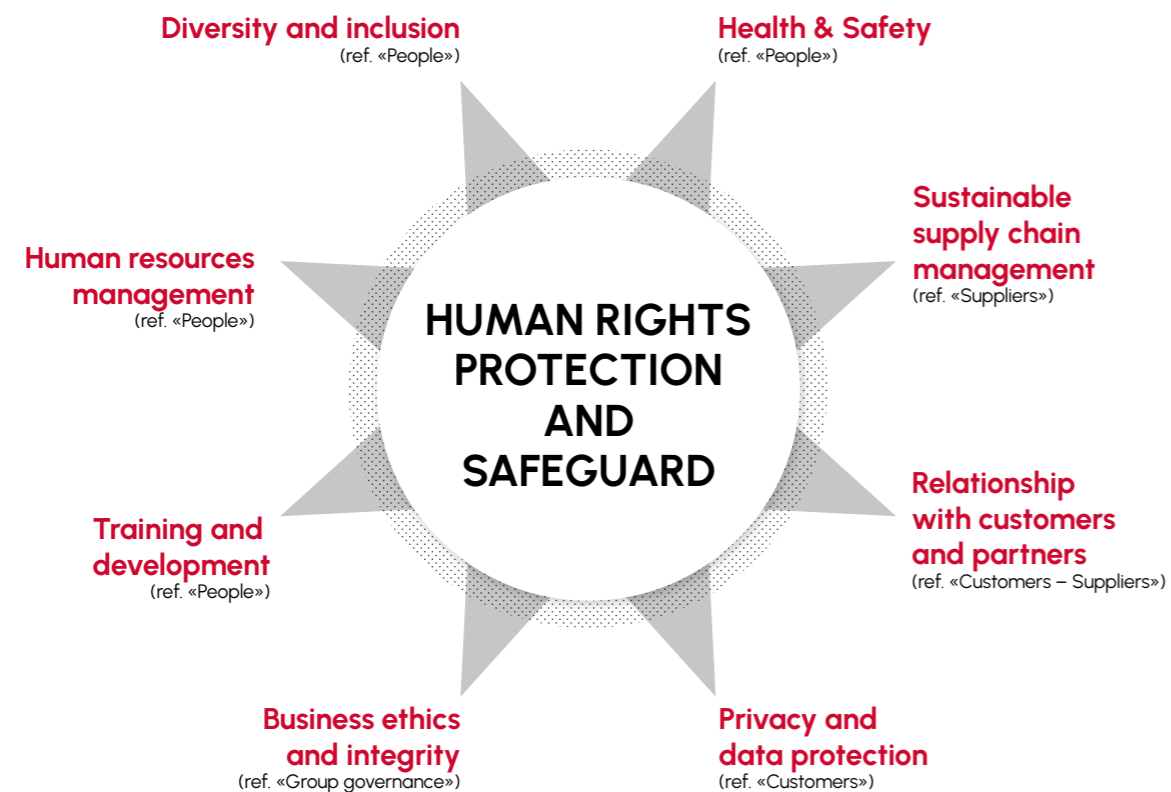 Diversity and inclusion
(ref. «People»)
Health & Safety
(ref. «People»)
Sustainable
supply chain
management
(ref. «Suppliers»)
Human resources
management
(ref. «People»)
HUMAN RIGHTS
PROTECTION
AND
SAFEGUARD
Relationship
with customers
and partners
(ref. «Customers – Suppliers»)
Training and
development
(ref. «People»)
Business ethics
and integrity
(ref. «Group governance»)
Privacy and
data protection
(ref. «Customers»)